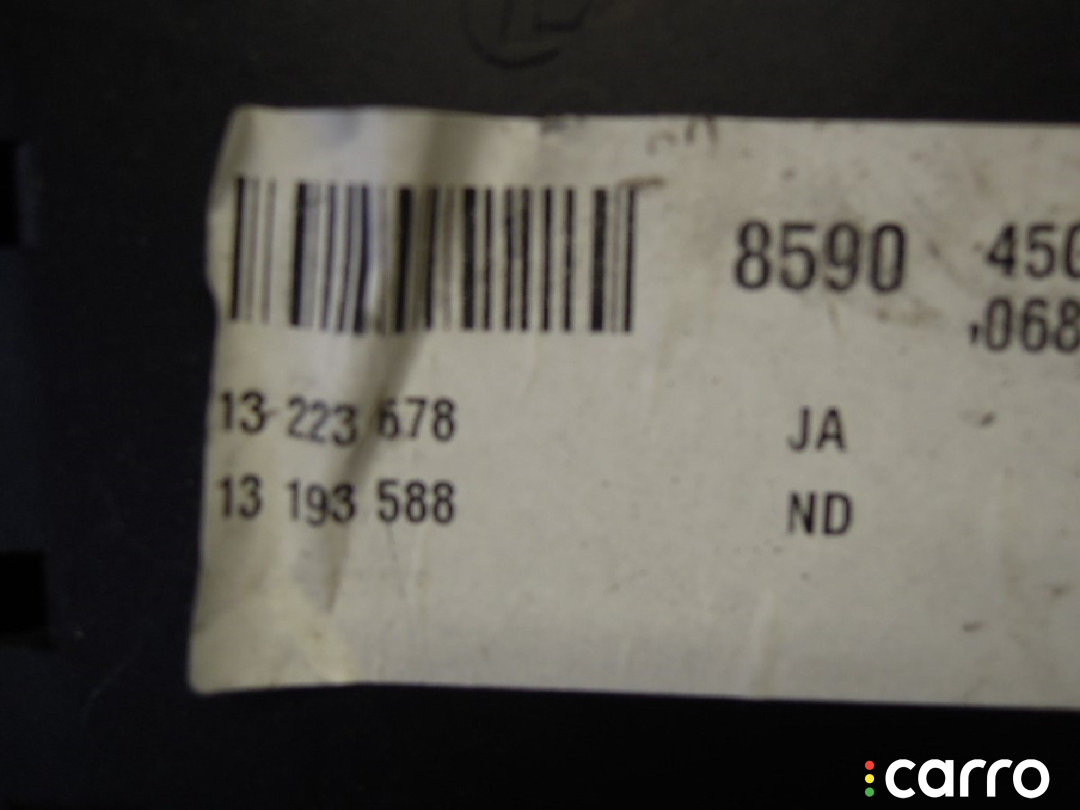 8590 450
,068
13 223 678 JA
13 193 588 ND
carro